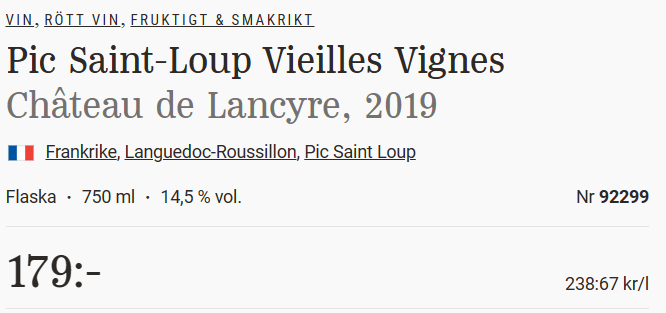 VIN, RÖTT VIN, FRUKTIGT & SMAKRIKT
Pic Saint-Loup Vieilles Vignes
Château de Lancyre, 2019
Frankrike, Languedoc-Roussillon, Pic Saint Loup
Flaska · 750 ml · 14,5 % vol. Nr 92299
179:- 238:67 kr/l